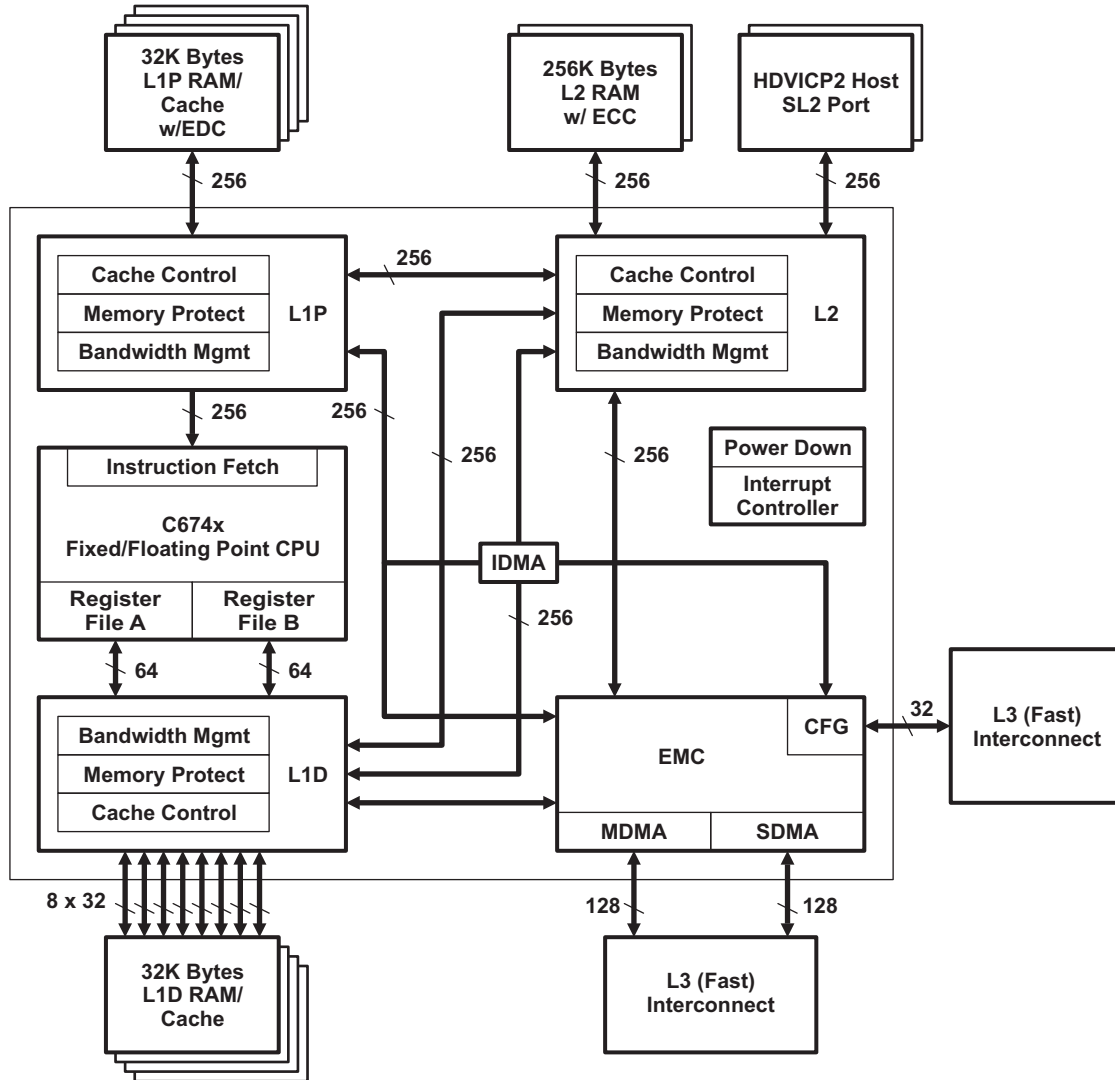 32K Bytes
L1P RAM/
Cache
w/EDC
256K Bytes
L2 RAM
w/ ECC
HDVICP2 Host
SL2 Port
256
256
256
Cache Control
Memory Protect
Bandwidth Mgmt
L1P
256
Cache Control
Memory Protect
Bandwidth Mgmt
L2
256
256
256
256
Power Down
Interrupt
Controller
Instruction Fetch
C674x
Fixed/Floating Point CPU
Register
File A
Register
File B
IDMA
256
64
64
Bandwidth Mgmt
Memory Protect
Cache Control
L1D
EMC
CFG
MDMA
SDMA
32
L3 (Fast)
Interconnect
8 x 32
128
128
32K Bytes
L1D RAM/
Cache
L3 (Fast)
Interconnect